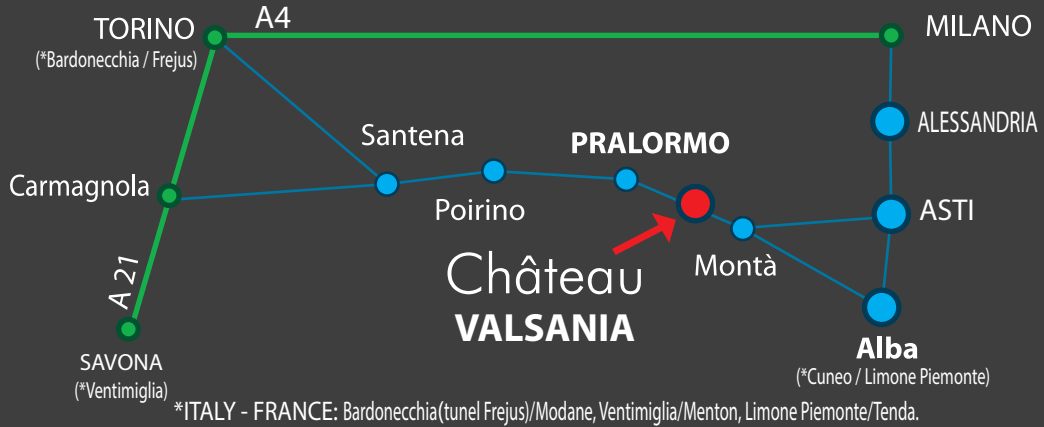 TORINO
(*Bardonecchia / Frejus)
A4
MILANO
ALESSANDRIA
Santena
PRALORMO
Carmagnola
Poirino
ASTI
Montà
A 21
Château
VALSANIA
SAVONA
(*Ventimiglia)
Alba
(*Cuneo / Limone Piemonte)
*ITALY - FRANCE: Bardonecchia(tunel Frejus)/Modane, Ventimiglia/Menton, Limone Piemonte/Tenda.